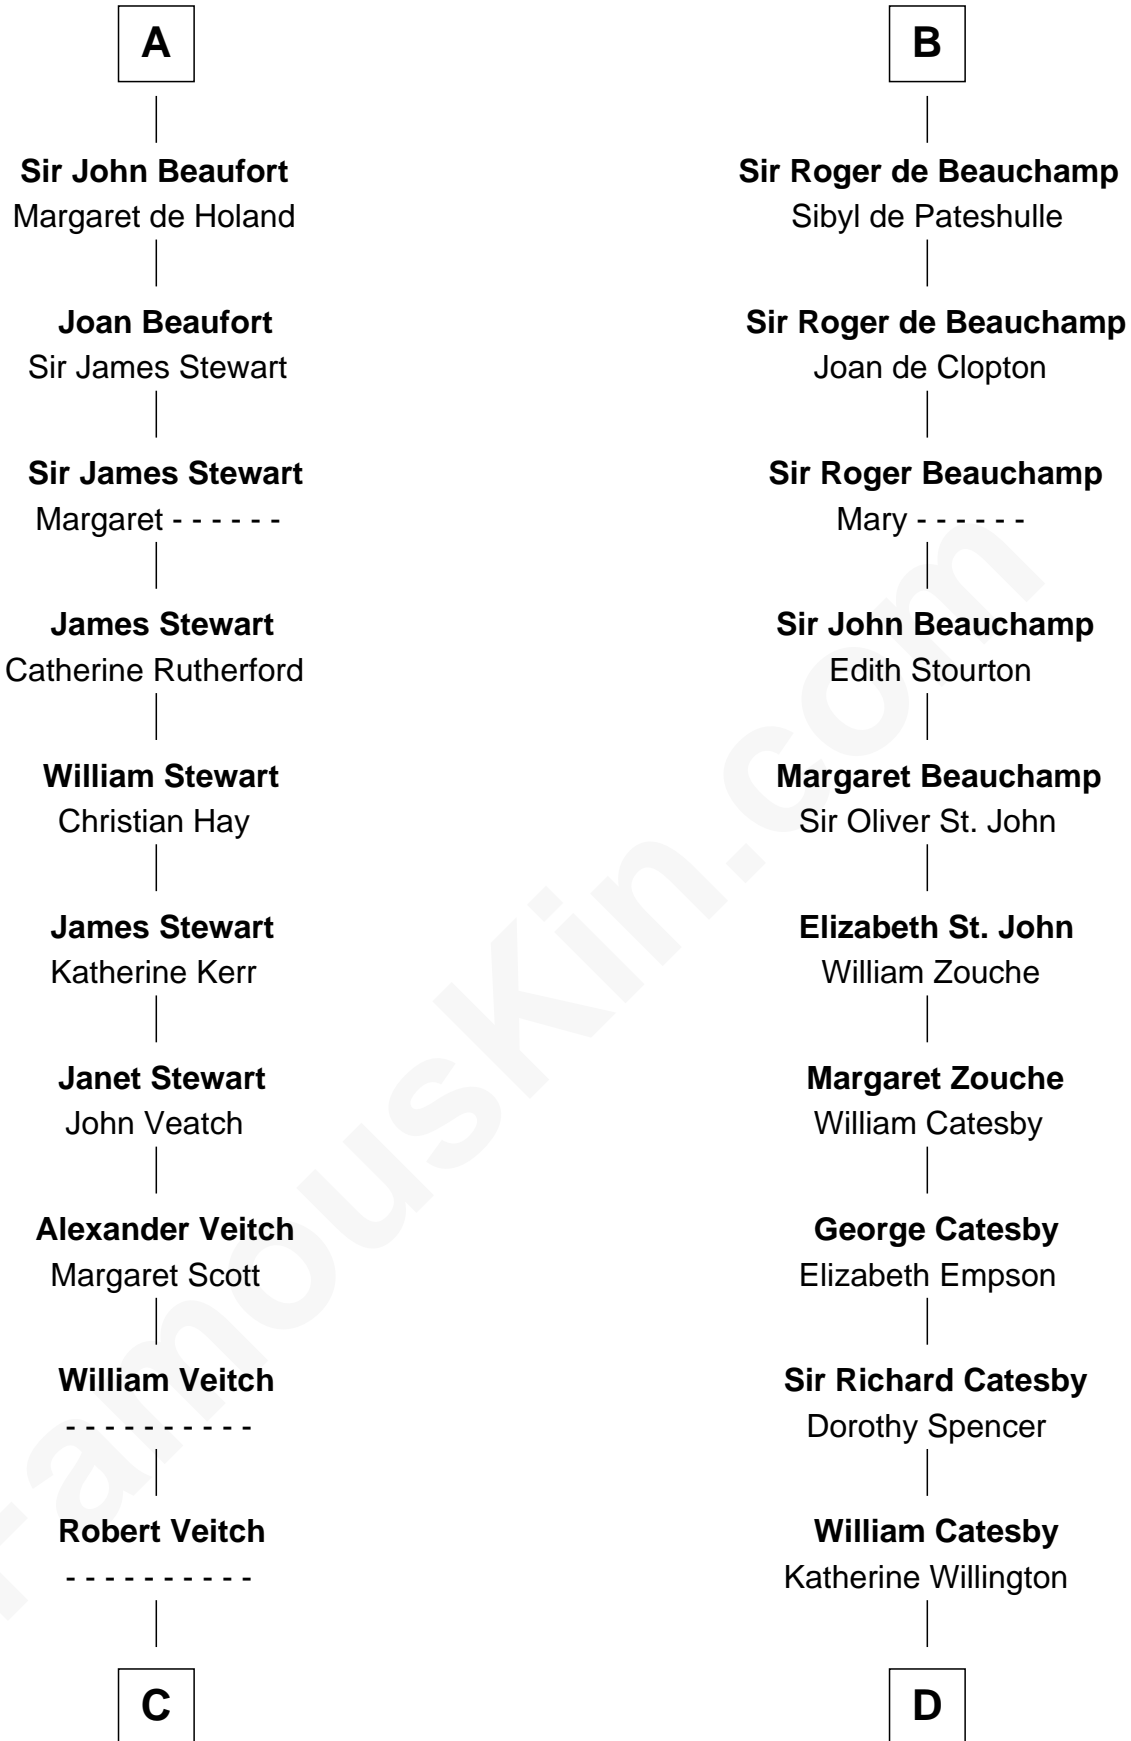 A
Sir John Beaufort
Margaret de Holand
Joan Beaufort
Sir James Stewart
Sir James Stewart
Margaret - - - - - -
James Stewart
Catherine Rutherford
William Stewart
Christian Hay
James Stewart
Katherine Kerr
Janet Stewart
John Veatch
Alexander Veitch
Margaret Scott
William Veitch
- - - - - - - - - -
Robert Veitch
- - - - - - - - - -
C
B
Sir Roger de Beauchamp
Sibyl de Pateshulle
Sir Roger de Beauchamp
Joan de Clopton
Sir Roger Beauchamp
Mary - - - - - -
Sir John Beauchamp
Edith Stourton
Margaret Beauchamp
Sir Oliver St. John
Elizabeth St. John
William Zouche
Margaret Zouche
William Catesby
George Catesby
Elizabeth Empson
Sir Richard Catesby
Dorothy Spencer
William Catesby
Katherine Willington
D
FamousKin.com